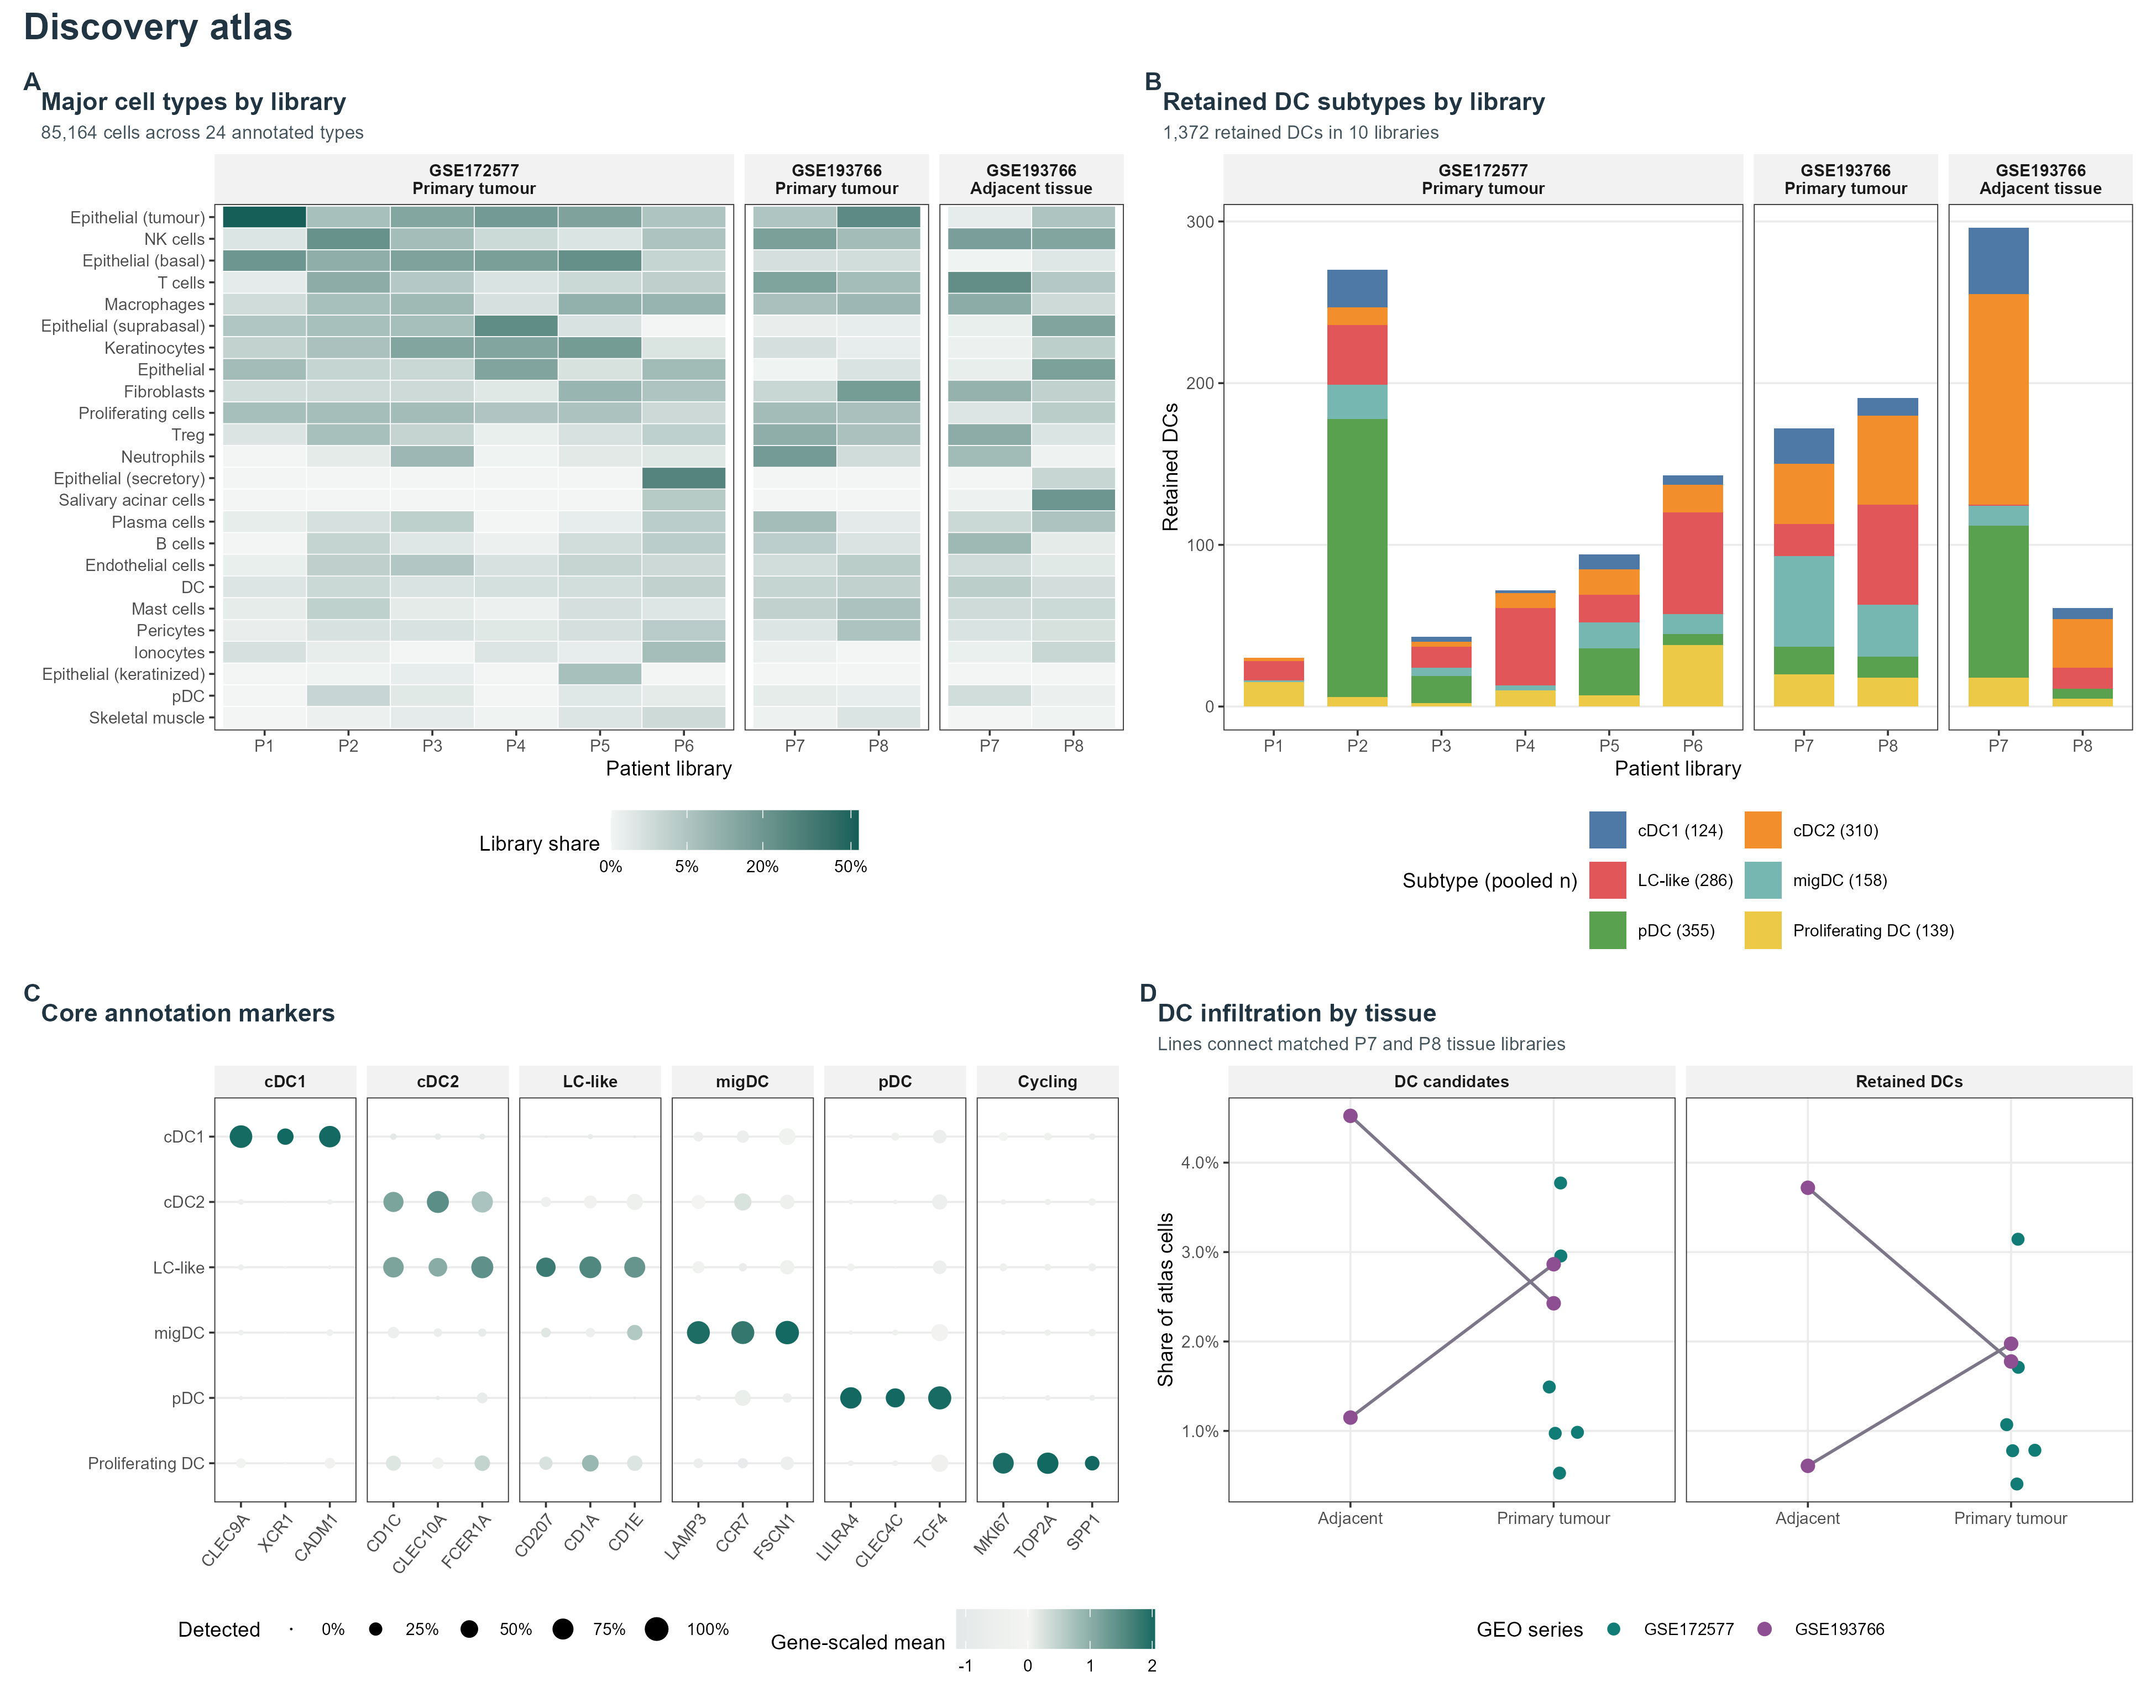 Discovery atlas
A
Major cell types by library
85,164 cells across 24 annotated types
GSE172577
Primary tumour
GSE193766
Primary tumour
GSE193766
Adjacent tissue
Epithelial (tumour)
NK cells
Epithelial (basal)
T cells
Macrophages
Epithelial (suprabasal)
Keratinocytes
Epithelial
Fibroblasts
Proliferating cells
Treg
Neutrophils
Epithelial (secretory)
Salivary acinar cells
Plasma cells
B cells
Endothelial cells
DC
Mast cells
Pericytes
Ionocytes
Epithelial (keratinized)
pDC
Skeletal muscle
P1 P2 P3 P4 P5 P6 P7 P8 P7 P8
Patient library
Library share
0% 5% 20% 50%
B
Retained DC subtypes by library
1,372 retained DCs in 10 libraries
GSE172577
Primary tumour
GSE193766
Primary tumour
GSE193766
Adjacent tissue
Retained DCs
300
200
100
0
P1 P2 P3 P4 P5 P6 P7 P8 P7 P8
Patient library
Subtype (pooled n)
cDC1 (124) cDC2 (310)
LC-like (286) migDC (158)
pDC (355) Proliferating DC (139)
C
Core annotation markers
cDC1 cDC2 LC-like migDC pDC Cycling
cDC1
cDC2
LC-like
migDC
pDC
Proliferating DC
CLEC9A XCR1 CADM1 CD1C CLEC10A FCER1A CD207 CD1A CD1E LAMP3 CCR7 FSCN1 LILRA4 CLEC4C TCF4 MKI67 TOP2A SPP1
Detected 0% 25% 50% 75% 100%
Gene-scaled mean
-1 0 1 2
D
DC infiltration by tissue
Lines connect matched P7 and P8 tissue libraries
DC candidates Retained DCs
Share of atlas cells
4.0%
3.0%
2.0%
1.0%
Adjacent Primary tumour Adjacent Primary tumour
GEO series GSE172577 GSE193766